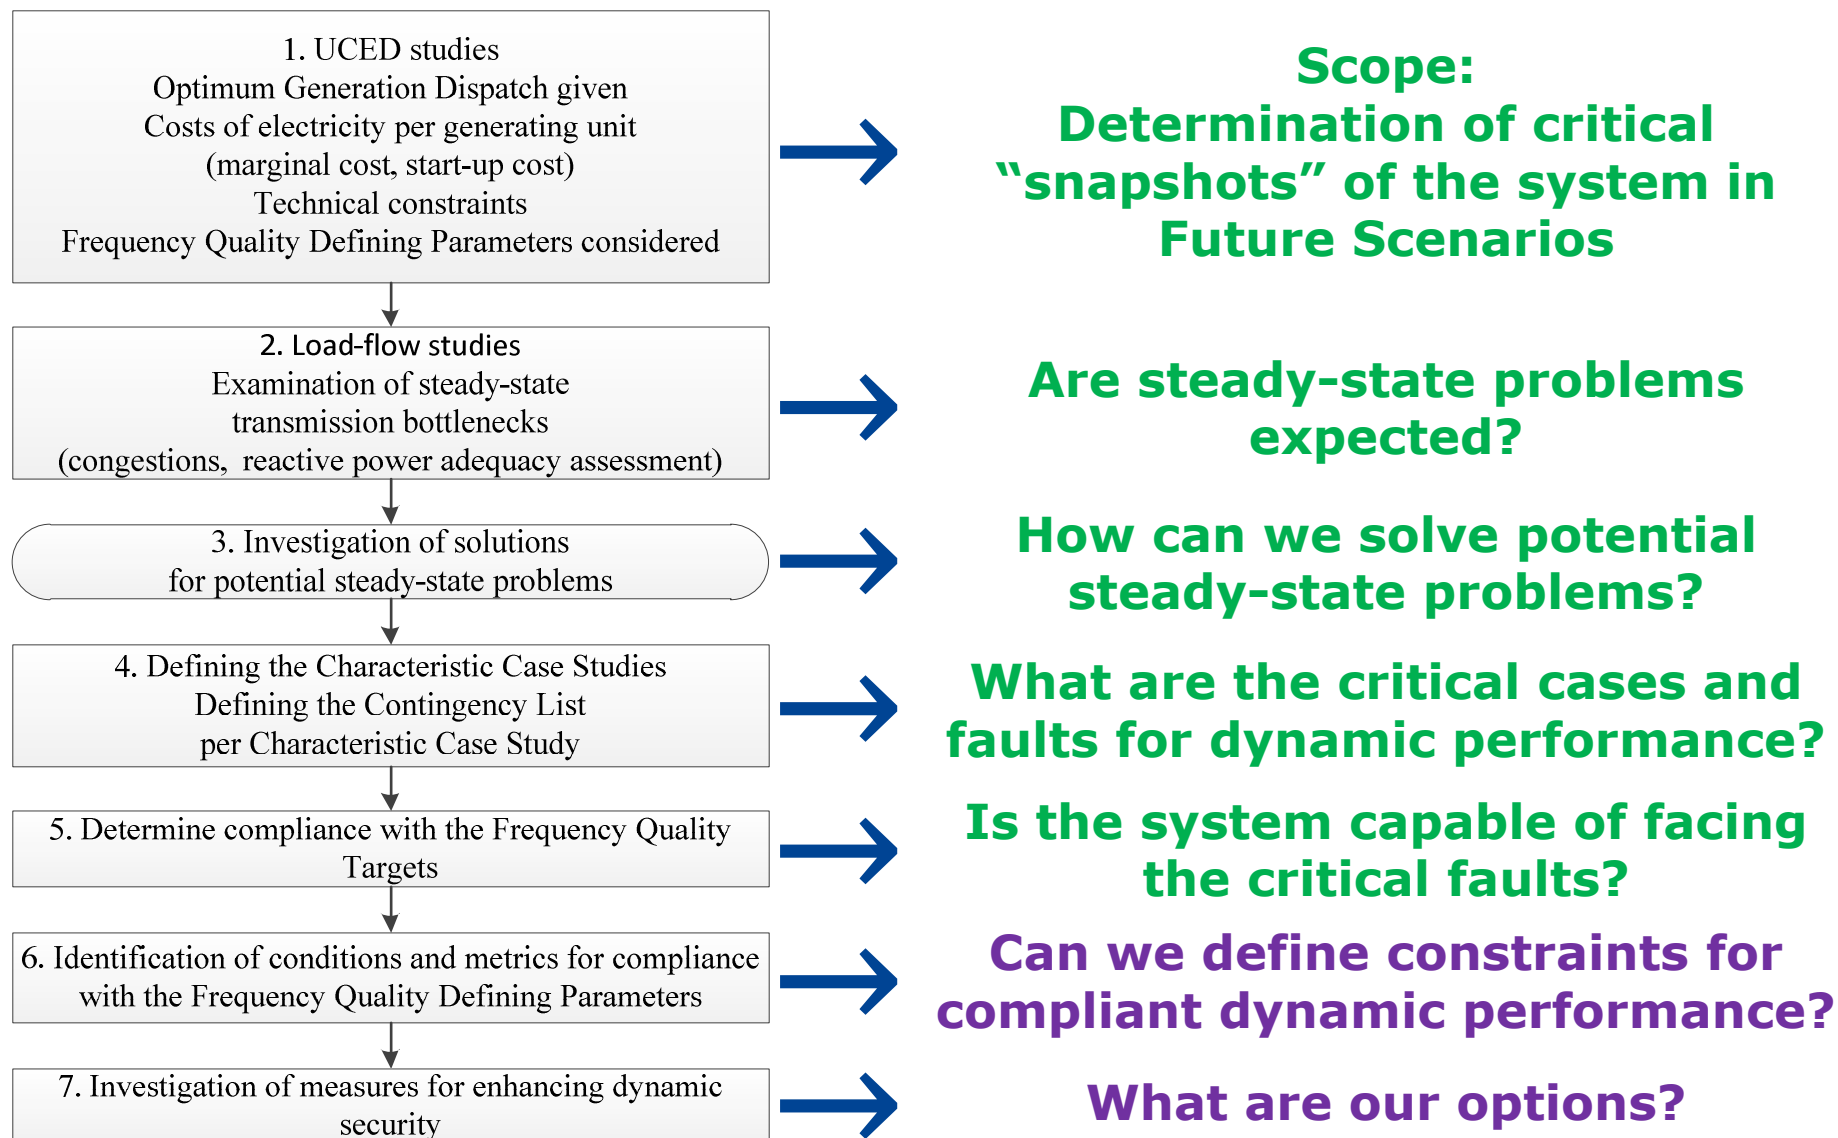 1. UCED studies
Optimum Generation Dispatch given
Costs of electricity per generating unit
(marginal cost, start-up cost)
Technical constraints
Frequency Quality Defining Parameters considered
Scope:
Determination of critical
“snapshots” of the system in
Future Scenarios
2. Load-flow studies
Examination of steady-state
transmission bottlenecks
(congestions, reactive power adequacy assessment)
Are steady-state problems
expected?
3. Investigation of solutions
for potential steady-state problems
How can we solve potential
steady-state problems?
4. Defining the Characteristic Case Studies
Defining the Contingency List
per Characteristic Case Study
What are the critical cases and
faults for dynamic performance?
5. Determine compliance with the Frequency Quality
Targets
Is the system capable of facing
the critical faults?
6. Identification of conditions and metrics for compliance
with the Frequency Quality Defining Parameters
Can we define constraints for
compliant dynamic performance?
7. Investigation of measures for enhancing dynamic
security
What are our options?